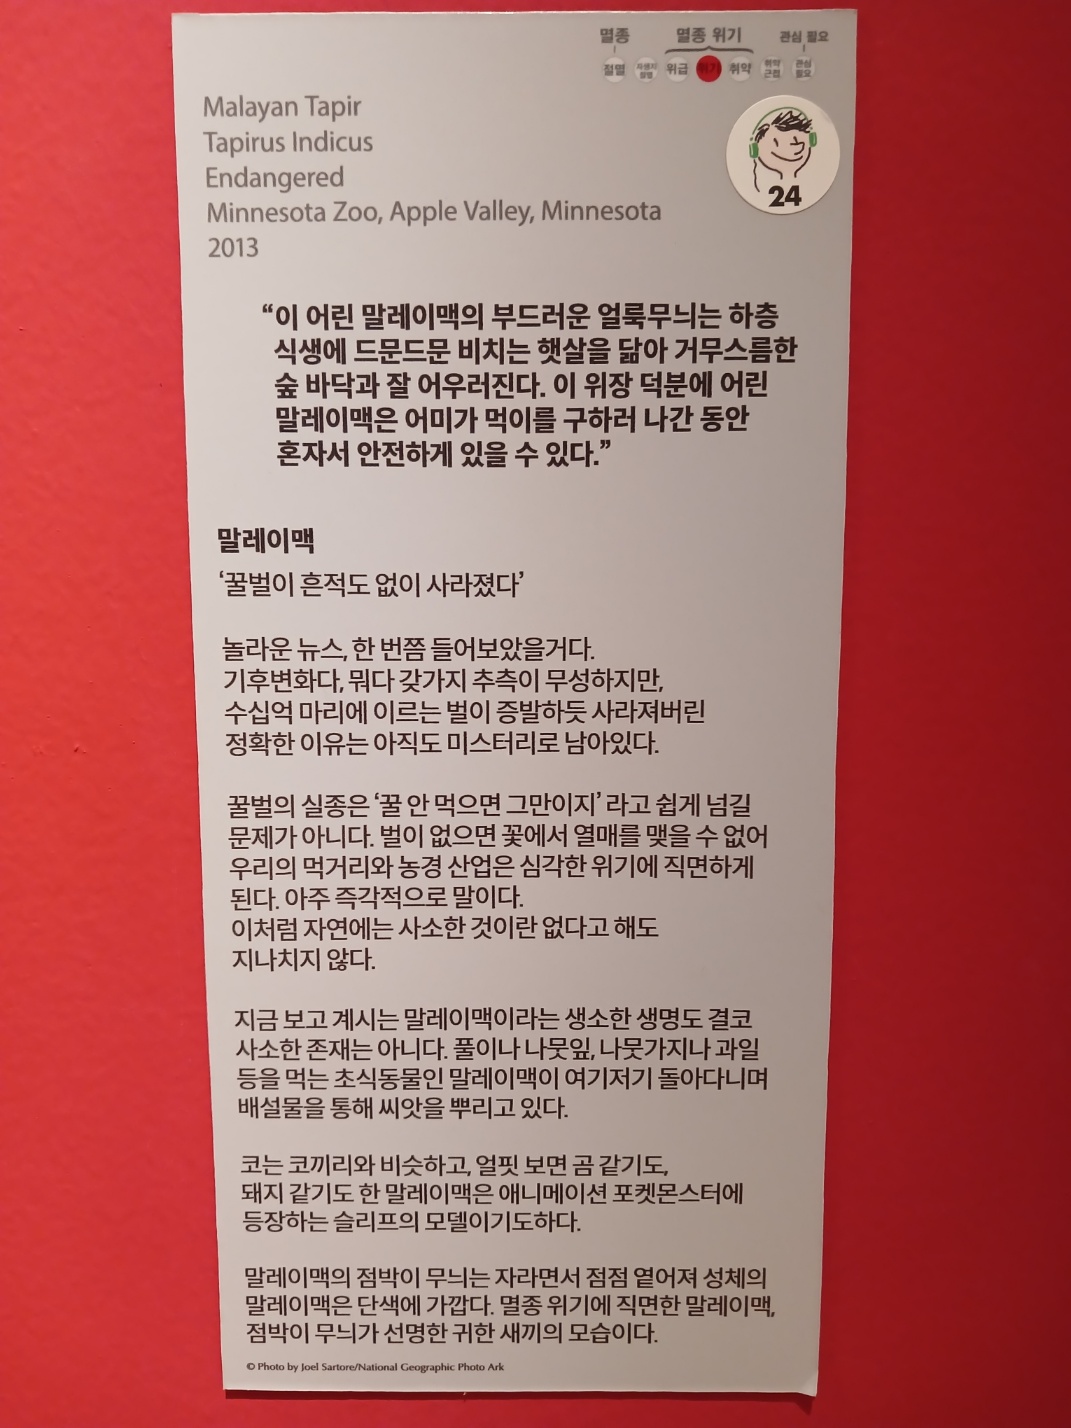 멸종 멸종 위기 관심 필요
절멸 자생지 절멸 위급 위기 취약 취약 근접 관심 필요
Malayan Tapir
Tapirus Indicus
Endangered
Minnesota Zoo, Apple Valley, Minnesota
2013
24
“이 어린 말레이맥의 부드러운 얼룩무늬는 하층
식생에 드문드문 비치는 햇살을 닮아 거무스름한
숲 바닥과 잘 어우러진다. 이 위장 덕분에 어린
말레이맥은 어미가 먹이를 구하러 나간 동안
혼자서 안전하게 있을 수 있다.”
말레이맥
‘꿀벌이 흔적도 없이 사라졌다’
놀라운 뉴스, 한 번쯤 들어보았을거다.
기후변화다, 뭐다 갖가지 추측이 무성하지만,
수십억 마리에 이르는 벌이 증발하듯 사라져버린
정확한 이유는 아직도 미스터리로 남아있다.
꿀벌의 실종은 ‘꿀 안 먹으면 그만이지’ 라고 쉽게 넘길
문제가 아니다. 벌이 없으면 꽃에서 열매를 맺을 수 없어
우리의 먹거리와 농경 산업은 심각한 위기에 직면하게
된다. 아주 즉각적으로 말이다.
이처럼 자연에는 사소한 것이란 없다고 해도
지나치지 않다.
지금 보고 계시는 말레이맥이라는 생소한 생명도 결코
사소한 존재는 아니다. 풀이나 나뭇잎, 나뭇가지나 과일
등을 먹는 초식동물인 말레이맥이 여기저기 돌아다니며
배설물을 통해 씨앗을 뿌리고 있다.
코는 코끼리와 비슷하고, 얼핏 보면 곰 같기도,
돼지 같기도 한 말레이맥은 애니메이션 포켓몬스터에
등장하는 슬리프의 모델이기도하다.
말레이맥의 점박이 무늬는 자라면서 점점 옅어져 성체의
말레이맥은 단색에 가깝다. 멸종 위기에 직면한 말레이맥,
점박이 무늬가 선명한 귀한 새끼의 모습이다.
© Photo by Joel Sartore/National Geographic Photo Ark